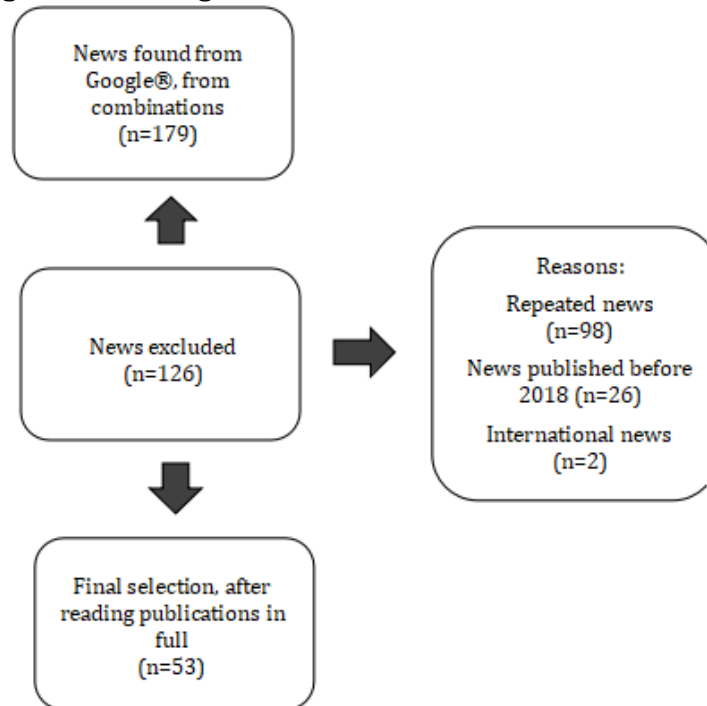 News found from
Google®, from
combinations
(n=179)
News excluded
(n=126)
Reasons:
Repeated news
(n=98)
News published before
2018 (n=26)
International news
(n=2)
Final selection, after
reading publications in
full
(n=53)